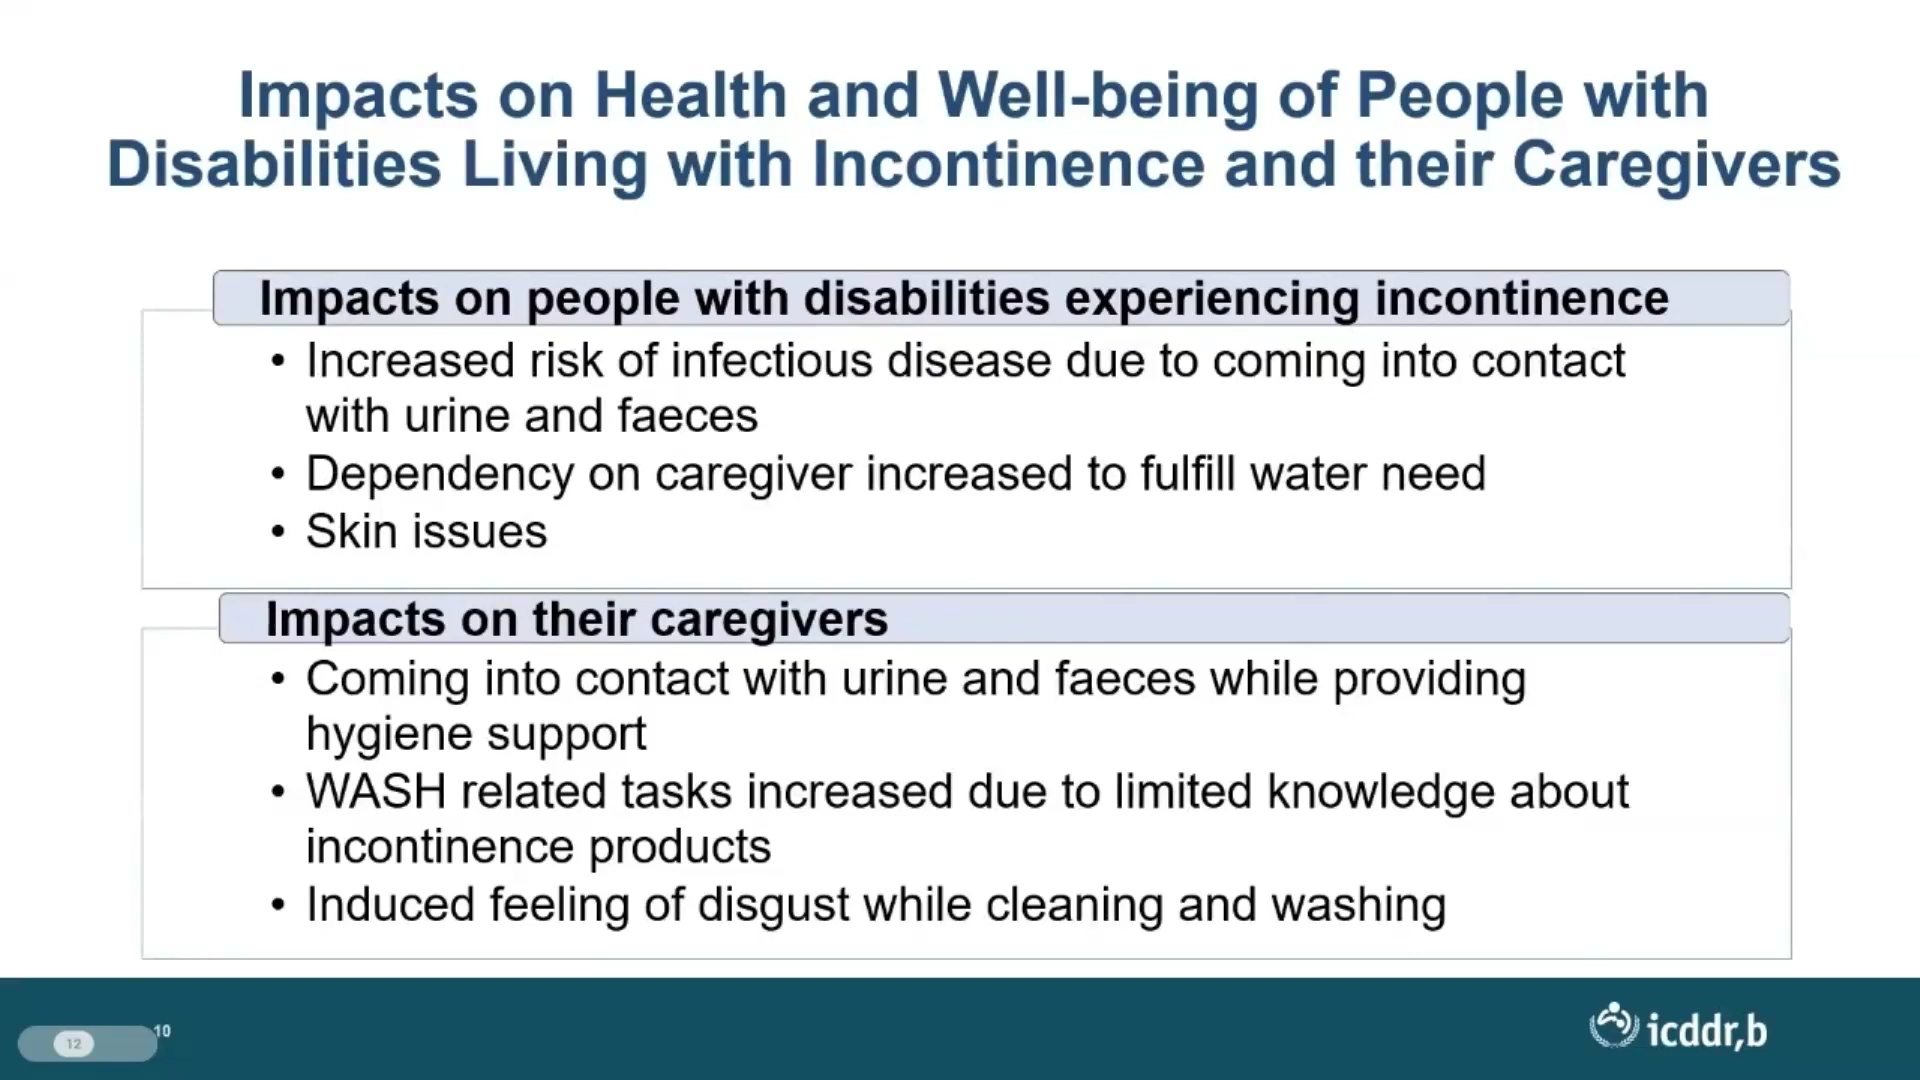 Impacts on Health and Well-being of People with
Disabilities Living with Incontinence and their Caregivers
Impacts on people with disabilities experiencing incontinence
• Increased risk of infectious disease due to coming into contact
with urine and faeces
• Dependency on caregiver increased to fulfill water need
• Skin issues
Impacts on their caregivers
• Coming into contact with urine and faeces while providing
hygiene support
• WASH related tasks increased due to limited knowledge about
incontinence products
• Induced feeling of disgust while cleaning and washing
12
10
icddr,b